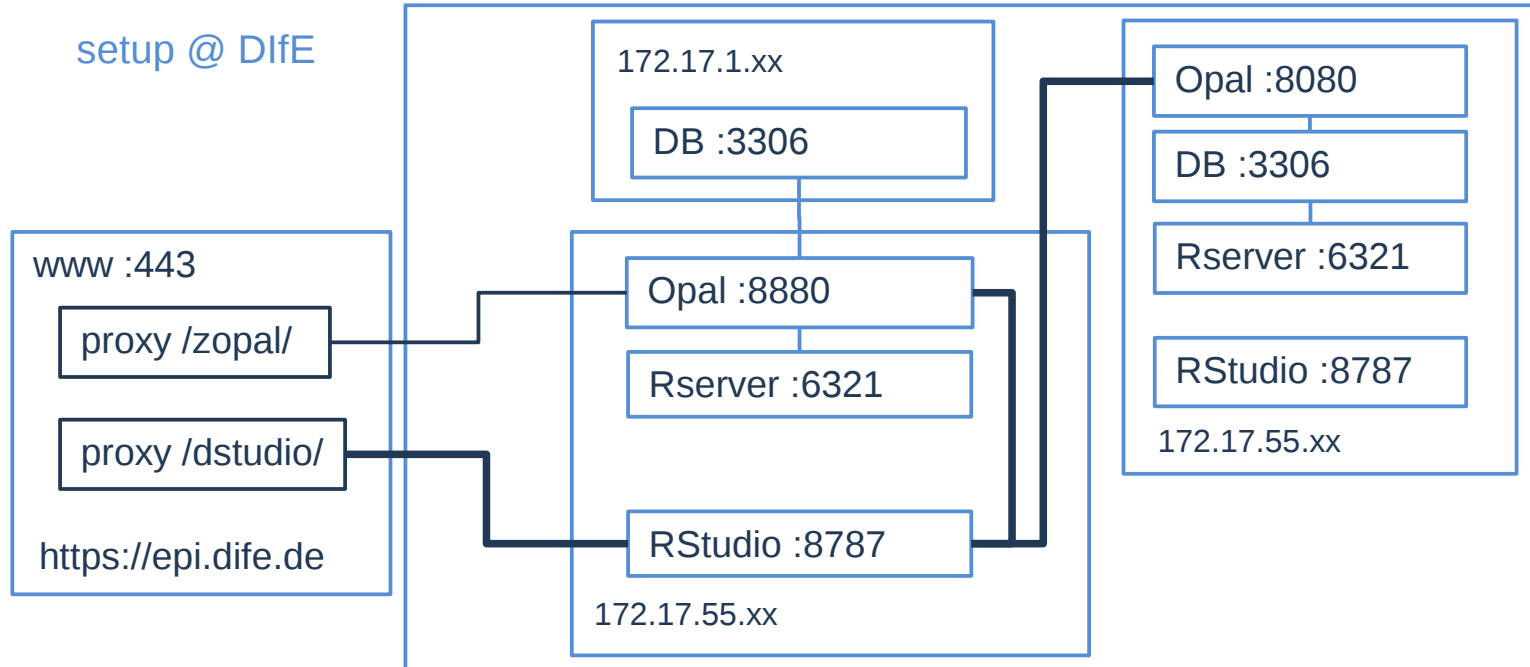 setup @ DIfE
172.17.1.xx
DB :3306
Opal :8080
DB :3306
Rserver :6321
RStudio :8787
172.17.55.xx
www :443
proxy /zopal/
proxy /dstudio/
https://epi.dife.de
Opal :8880
Rserver :6321
RStudio :8787
172.17.55.xx